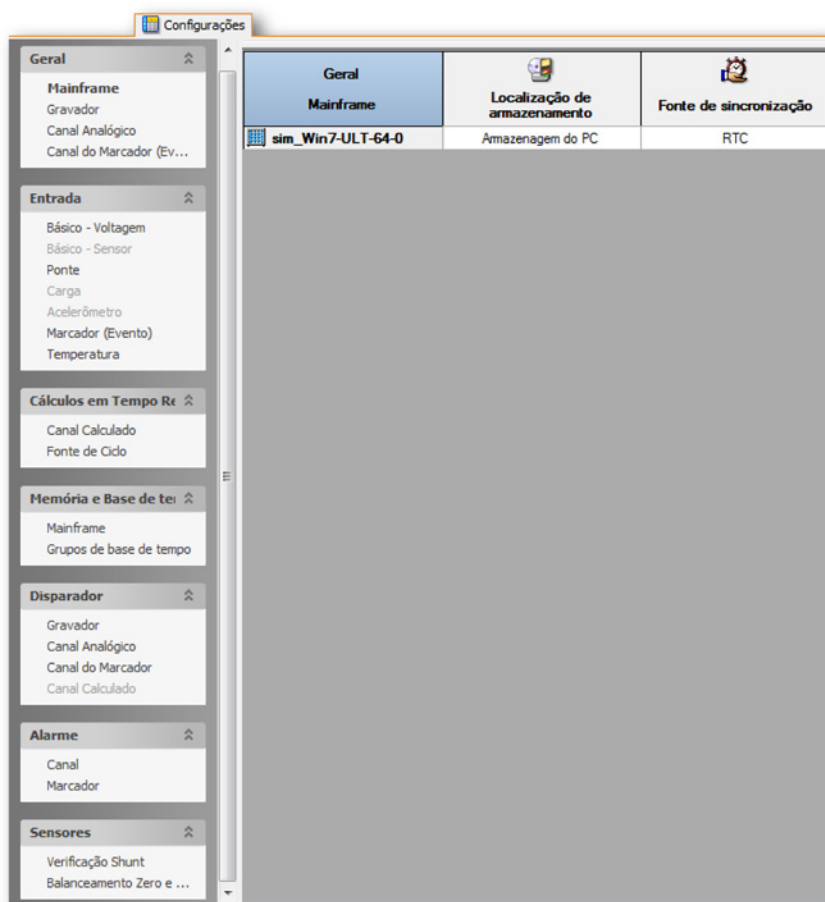 Configurações
Geral
Mainframe
Gravador
Canal Analógico
Canal do Marcador (Ev...
Entrada
Básico - Voltagem
Básico - Sensor
Ponte
Carga
Acelerômetro
Marcador (Evento)
Temperatura
Cálculos em Tempo Re
Canal Calculado
Fonte de Ciclo
Memória e Base de te
Mainframe
Grupos de base de tempo
Disparador
Gravador
Canal Analógico
Canal do Marcador
Canal Calculado
Alarme
Canal
Marcador
Sensores
Verificação Shunt
Balanceamento Zero e ...
Geral
Mainframe
Localização de
armazenamento
Fonte de sincronização
sim_Win7-ULT-64-0
Armazenagem do PC
RTC